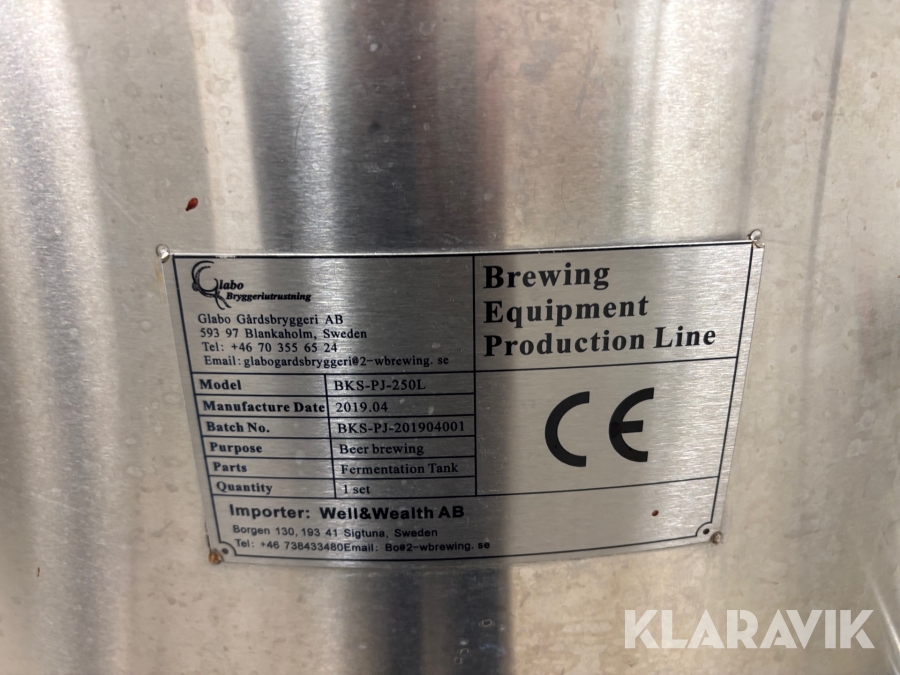 KLARAVIK
Glabo
Bryggeriutrustning
Glabo Gårdsbryggeri AB
593 97 Blankaholm, Sweden
Tel: +46 70 355 65 24
Email: glabogardsbryggeri@2-wbrewing.se
Brewing
Equipment
Production Line
Model BKS-PJ-250L
Manufacture Date 2019.04
Batch No. BKS-PJ-201904001
Purpose Beer brewing
Parts Fermentation Tank
Quantity 1 set
CE
Importer: Well&Wealth AB
Borgen 130, 193 41 Sigtuna, Sweden
Tel: +46 738433480Email: Bo@2-wbrewing.se
KLARAVIK